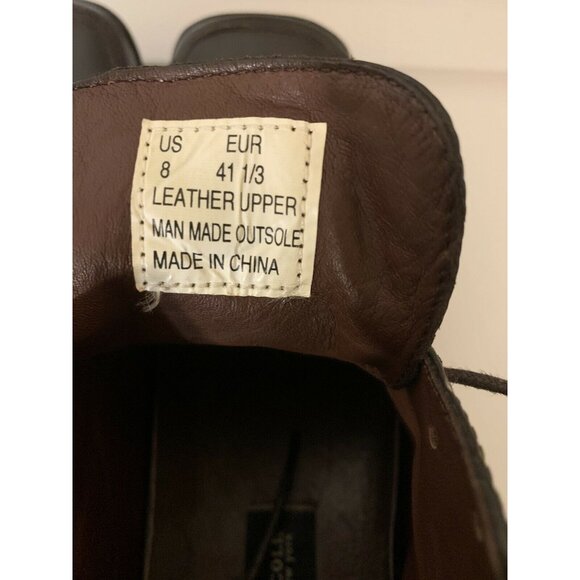 US EUR
8 41 1/3
LEATHER UPPER
MAN MADE OUTSOLE
MADE IN CHINA